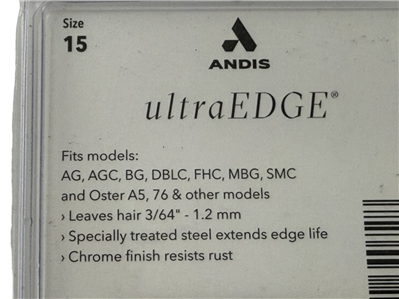 Size
15
ANDIS
ultraEDGE®
Fits models:
AG, AGC, BG, DBLC, FHC, MBG, SMC
and Oster A5, 76 & other models
› Leaves hair 3/64" - 1.2 mm
› Specially treated steel extends edge life
› Chrome finish resists rust